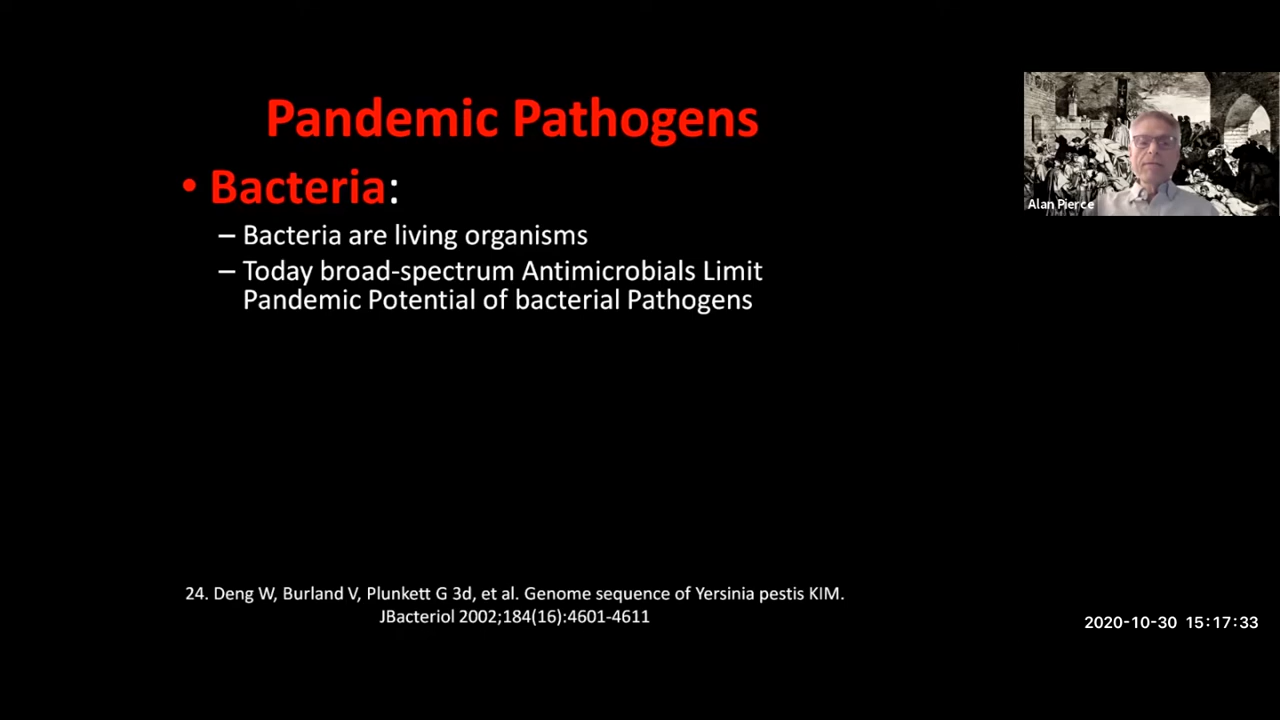 Pandemic Pathogens
• Bacteria:
– Bacteria are living organisms
– Today broad-spectrum Antimicrobials Limit
Pandemic Potential of bacterial Pathogens
Alan Pierce
24. Deng W, Burland V, Plunkett G 3d, et al. Genome sequence of Yersinia pestis KIM.
JBacteriol 2002;184(16):4601-4611
2020-10-30 15:17:33